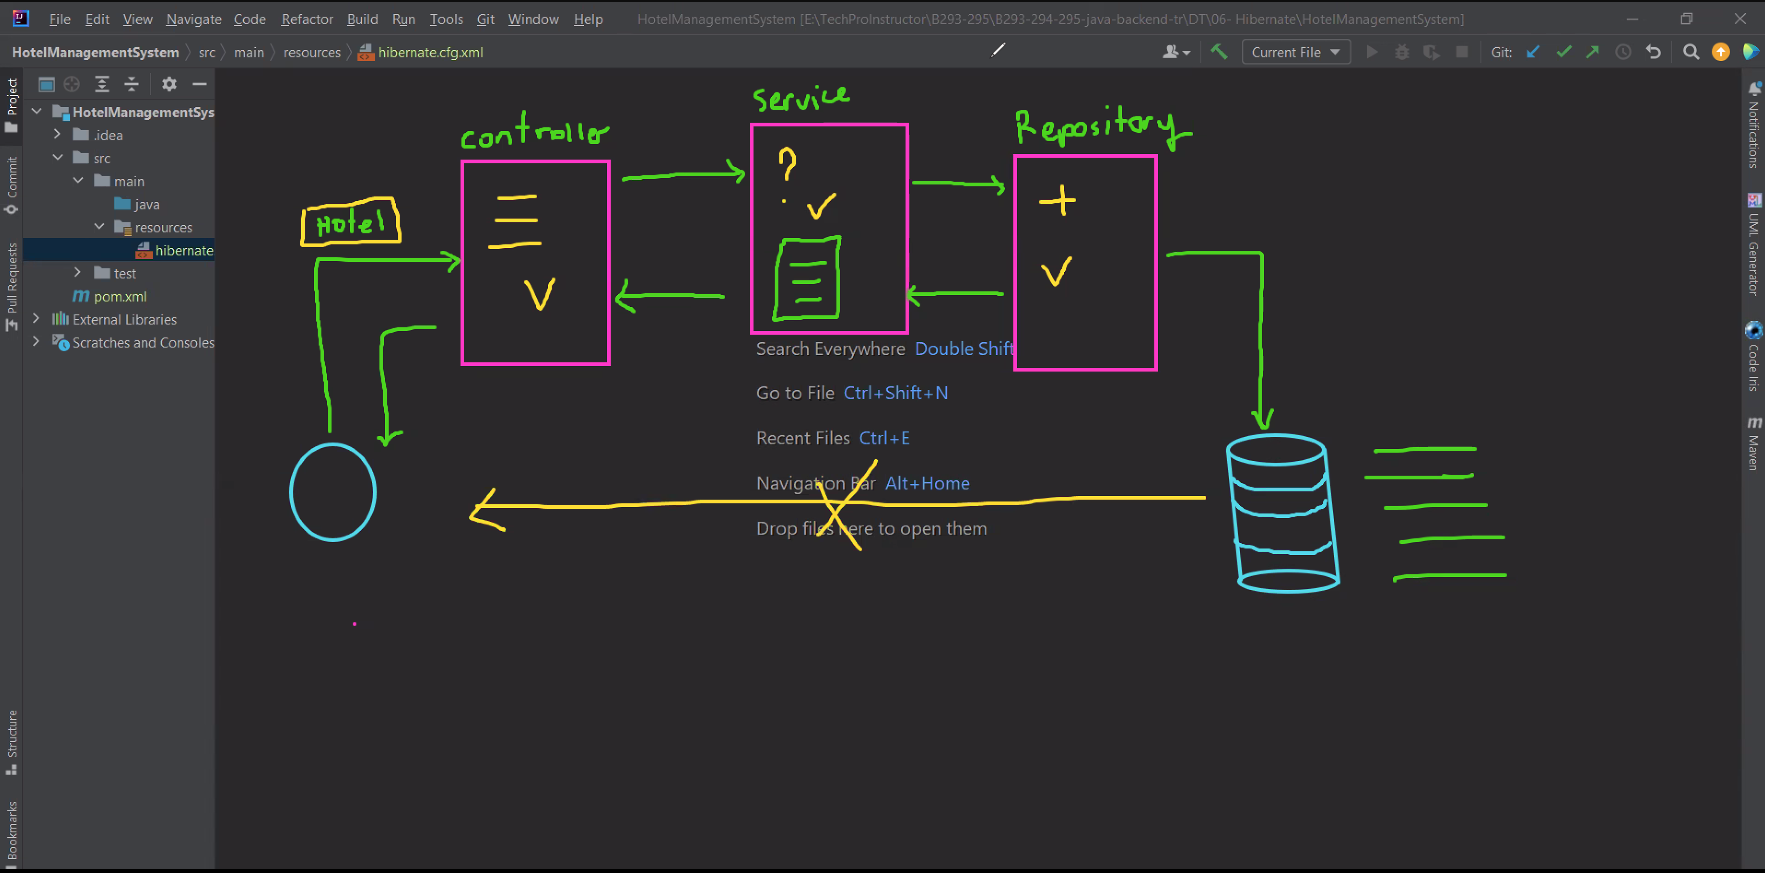 File Edit View Navigate Code Refactor Build Run Tools Git Window Help HotelManagementSystem [E:\TechProInstructor\B293-295\B293-294-295-java-backend-tr\DT\06- Hibernate\HotelManagementSystem]
HotelManagementSystem src main resources hibernate.cfg.xml Current File Git:
Project
Commit
Pull Requests
Structure
Bookmarks
HotelManagementSys
.idea
src
main
java
resources
hibernate
test
pom.xml
External Libraries
Scratches and Consoles
controller
service
Repository
Hotel
?
+
Search Everywhere Double Shift
Go to File Ctrl+Shift+N
Recent Files Ctrl+E
Navigation Bar Alt+Home
Drop files here to open them
Notifications
UML Generator
Code Iris
Maven